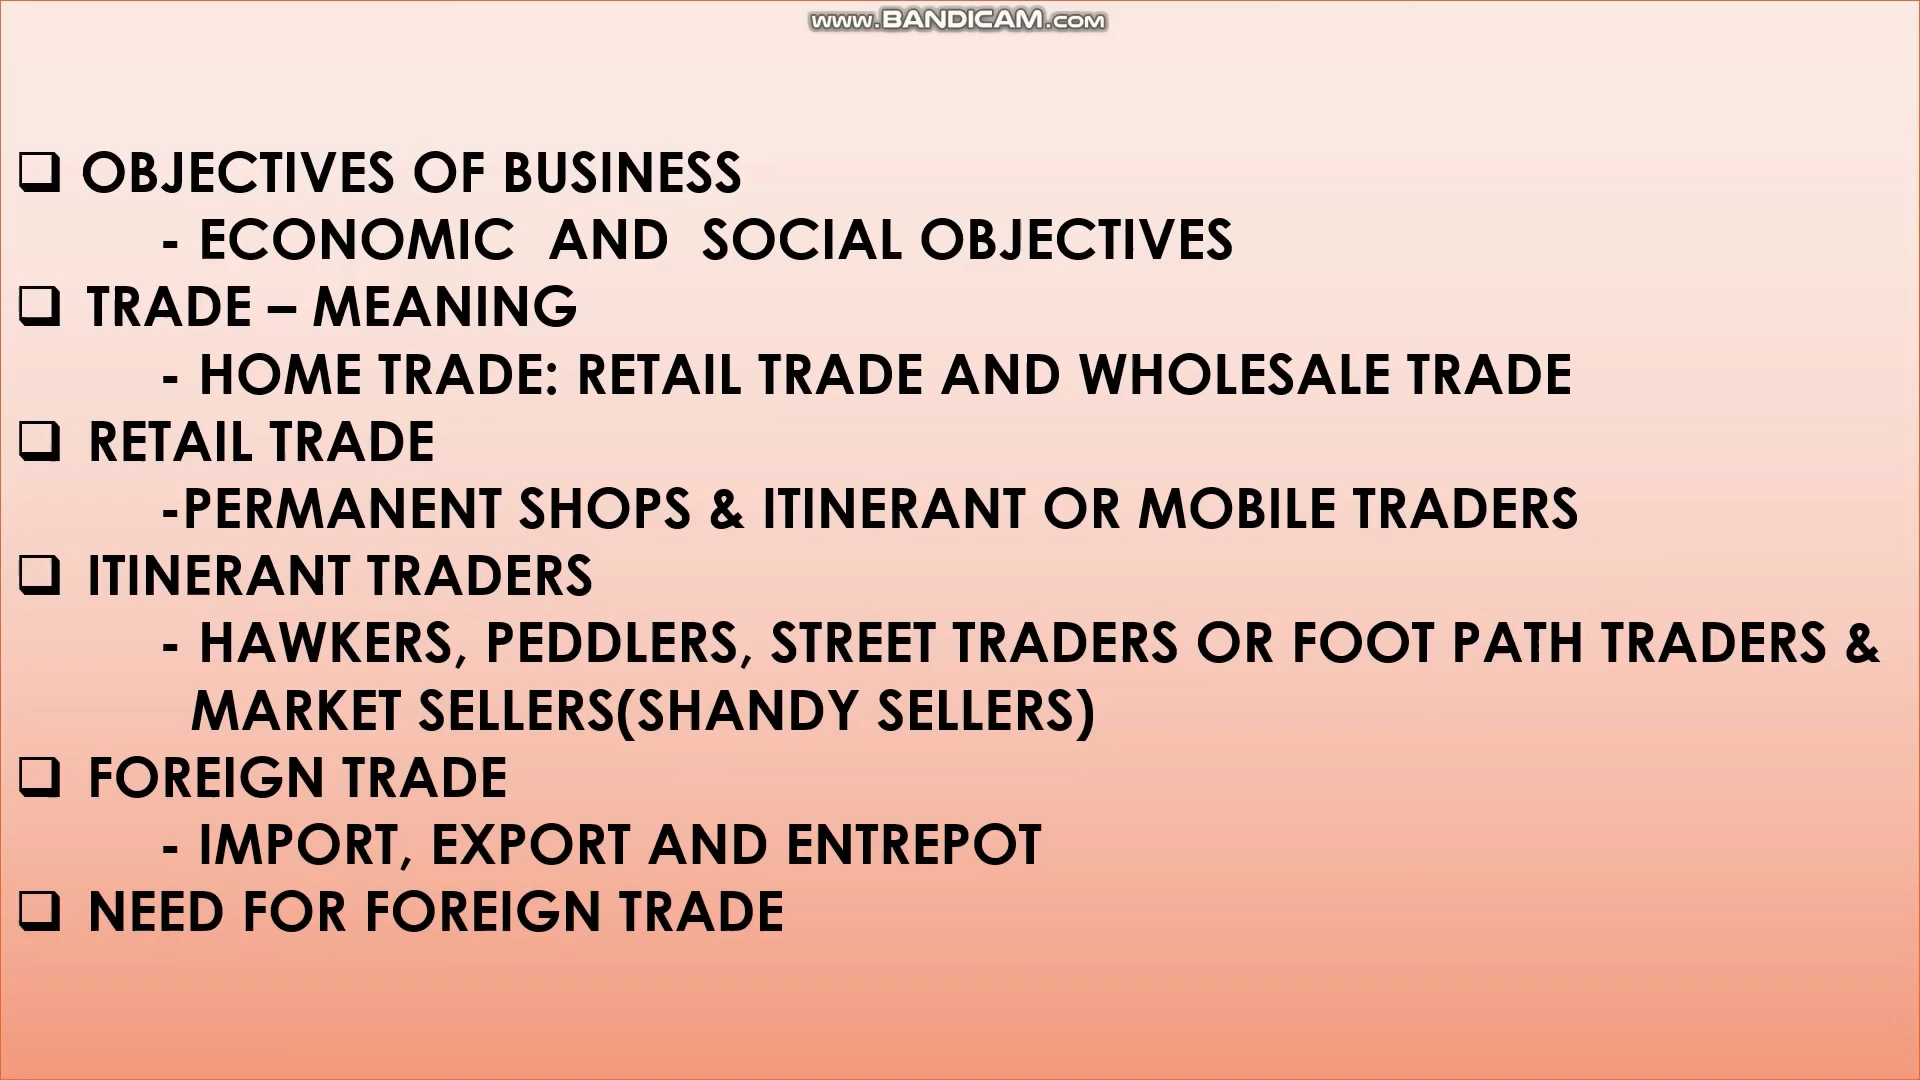 www.BANDICAM.com
❑ OBJECTIVES OF BUSINESS
- ECONOMIC AND SOCIAL OBJECTIVES
❑ TRADE – MEANING
- HOME TRADE: RETAIL TRADE AND WHOLESALE TRADE
❑ RETAIL TRADE
-PERMANENT SHOPS & ITINERANT OR MOBILE TRADERS
❑ ITINERANT TRADERS
- HAWKERS, PEDDLERS, STREET TRADERS OR FOOT PATH TRADERS &
MARKET SELLERS(SHANDY SELLERS)
❑ FOREIGN TRADE
- IMPORT, EXPORT AND ENTREPOT
❑ NEED FOR FOREIGN TRADE